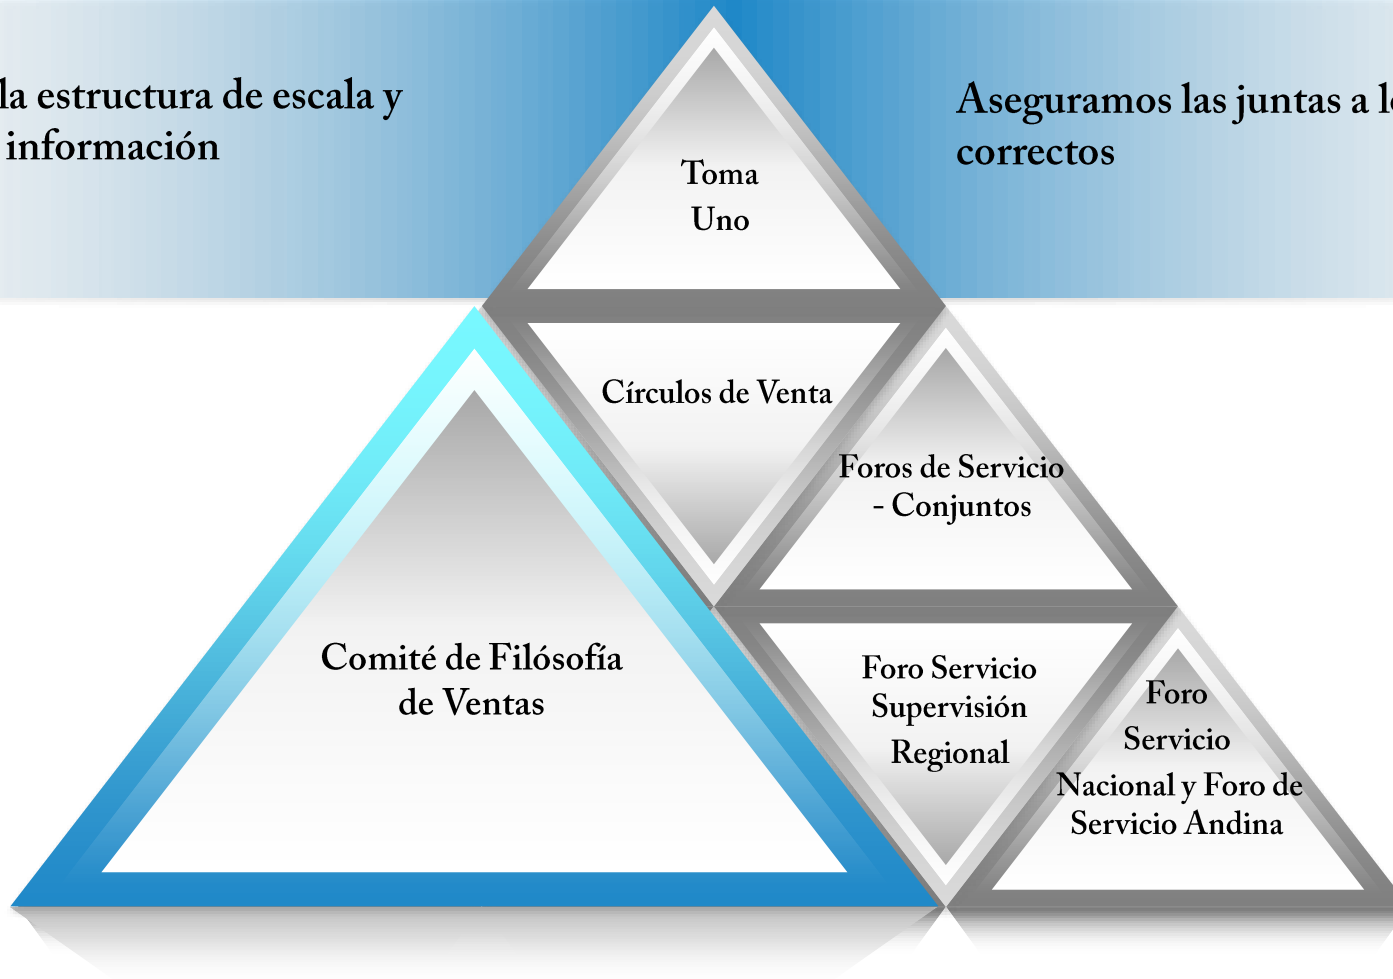 la estructura de escala y
información
Aseguramos las juntas a
correctos
Toma
Uno
Círculos de Venta
Foros de Servicio
- Conjuntos
Comité de Filósofía
de Ventas
Foro Servicio
Supervisión
Regional
Foro
Servicio
Nacional y Foro de
Servicio Andina